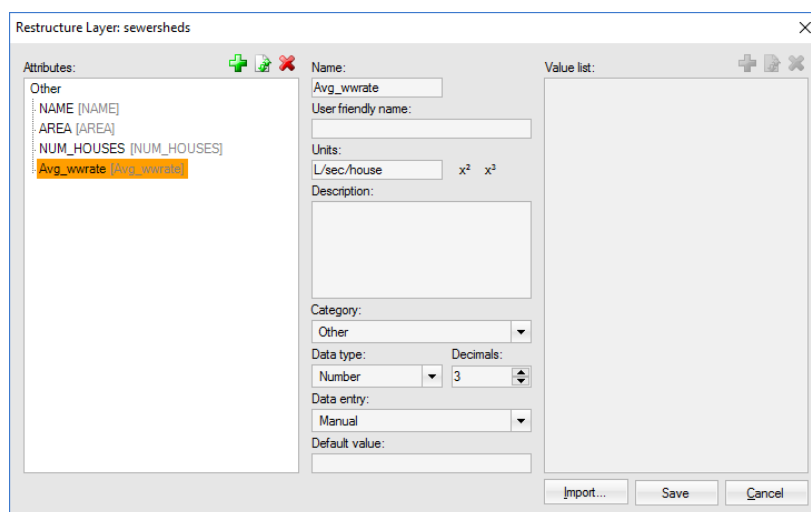 Restructure Layer: sewersheds
Attributes:
Other
NAME [NAME]
AREA [AREA]
NUM_HOUSES [NUM_HOUSES]
Avg_wwrate [Avg_wwrate]
Name:
Avg_wwrate
User friendly name:
Units:
L/sec/house x² x³
Description:
Category:
Other
Data type: Decimals:
Number 3
Data entry:
Manual
Default value:
Value list:
Import... Save Cancel